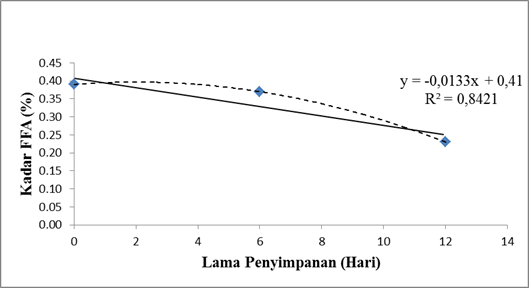 0.45
0.40
0.35
0.30
0.25
0.20
0.15
0.10
0.05
0.00
Kadar FFA (%)
y = -0,0133x + 0,41
R² = 0,8421
0 2 4 6 8 10 12 14
Lama Penyimpanan (Hari)